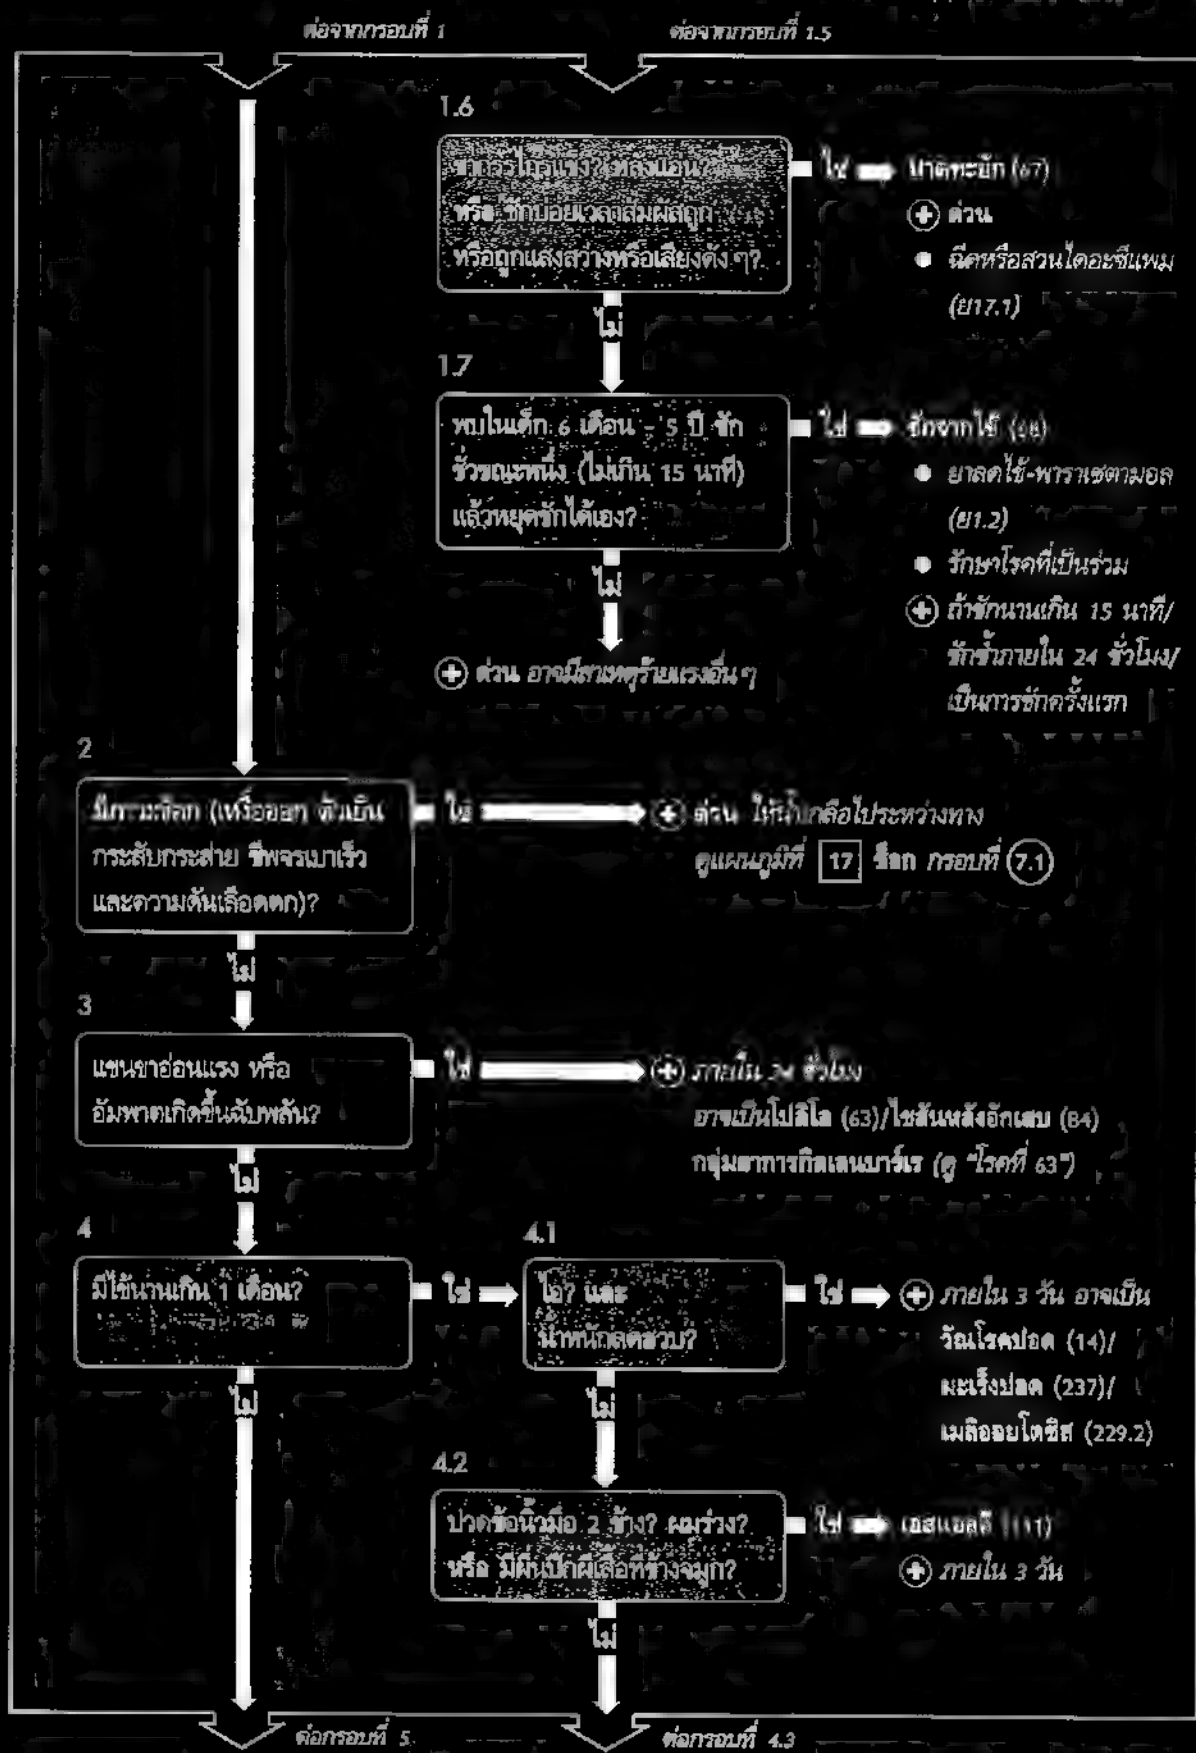 ต่อจากกรอบที่ 1
ต่อจากกรอบที่ 1.5
1.6
ขากรรไกรแข็ง? หลังแอ่น?
หรือ ชักบ่อยเวลาสัมผัสถูก
หรือถูกแสงสว่างหรือเสียงดัง ๆ?
ใช่
บาดทะยัก (67)
+ ด่วน
• ฉีดหรือสวนไดอะซีแพม
(ย17.1)
ไม่
1.7
พบในเด็ก 6 เดือน - 5 ปี ชัก
ชั่วขณะหนึ่ง (ไม่เกิน 15 นาที)
แล้วหยุดชักได้เอง?
ใช่
ชักจากไข้ (68)
• ยาลดไข้-พาราเซตามอล
(ย1.2)
• รักษาโรคที่เป็นร่วม
+ ถ้าชักนานเกิน 15 นาที/
ชักซ้ำภายใน 24 ชั่วโมง/
เป็นการชักครั้งแรก
ไม่
+ ด่วน อาจมีสาเหตุร้ายแรงอื่น ๆ
2
มีภาวะช็อก (เหงื่อออก ตัวเย็น
กระสับกระส่าย ชีพจรเบาเร็ว
และความดันเลือดตก)?
ใช่
+ ด่วน ให้น้ำเกลือไประหว่างทาง
ดูแผนภูมิที่ 17 ช็อก กรอบที่ 7.1
ไม่
3
แขนขาอ่อนแรง หรือ
อัมพาตเกิดขึ้นฉับพลัน?
ใช่
+ ภายใน 24 ชั่วโมง
อาจเป็นโปลิโอ (63)/ไขสันหลังอักเสบ (84)
กลุ่มอาการกิลเลนบาร์เร (ดู "โรคที่ 63")
ไม่
4
มีไข้นานเกิน 1 เดือน?
ใช่
4.1
ไอ? และ
น้ำหนักลดฮวบ?
ใช่
+ ภายใน 3 วัน อาจเป็น
วัณโรคปอด (14)/
มะเร็งปอด (237)/
เมลิออยโดซิส (229.2)
ไม่
ไม่
4.2
ปวดข้อนิ้วมือ 2 ข้าง? ผมร่วง?
หรือ มีผื่นปีกผีเสื้อที่ข้างจมูก?
ใช่
เอสแอลอี
+ ภายใน 3 วัน
ไม่
ต่อกรอบที่ 5
ต่อกรอบที่ 4.3